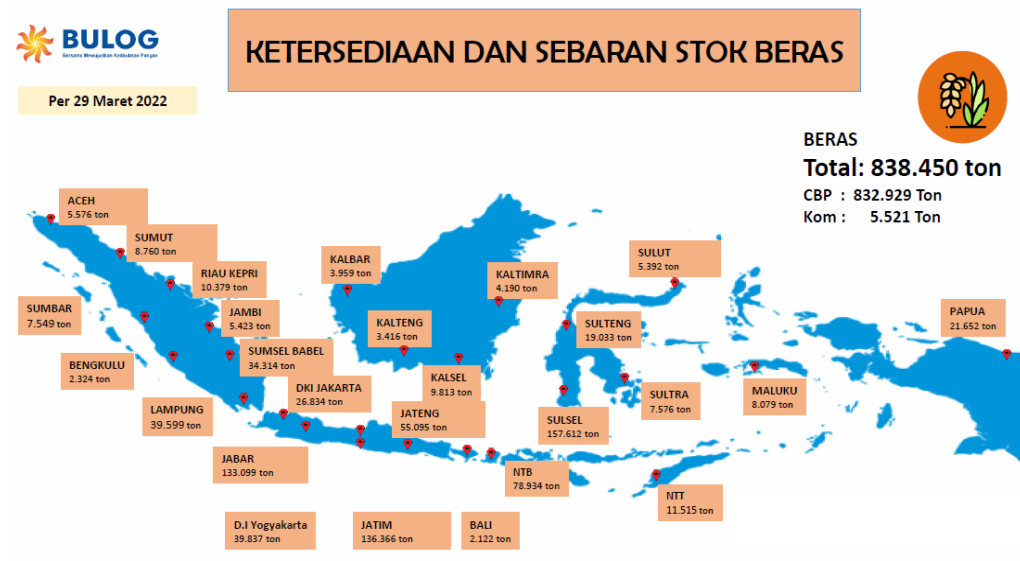 BULOG
Bersama Mewujudkan Kedaulatan Pangan
KETERSEDIAAN DAN SEBARAN STOK BERAS
Per 29 Maret 2022
BERAS
Total: 838.450 ton
CBP : 832.929 Ton
Kom : 5.521 Ton
ACEH
5.576 ton
SUMUT
8.760 ton
RIAU KEPRI
10.379 ton
SUMBAR
7.549 ton
JAMBI
5.423 ton
BENGKULU
2.324 ton
SUMSEL BABEL
34.314 ton
LAMPUNG
39.599 ton
DKI JAKARTA
26.834 ton
JABAR
133.099 ton
JATENG
55.095 ton
D.I Yogyakarta
39.837 ton
JATIM
136.366 ton
BALI
2.122 ton
NTB
78.934 ton
NTT
11.515 ton
KALBAR
3.959 ton
KALTENG
3.416 ton
KALSEL
9.813 ton
KALTIMRA
4.190 ton
SULUT
5.392 ton
SULTENG
19.033 ton
SULSEL
157.612 ton
SULTRA
7.576 ton
MALUKU
8.079 ton
PAPUA
21.652 ton